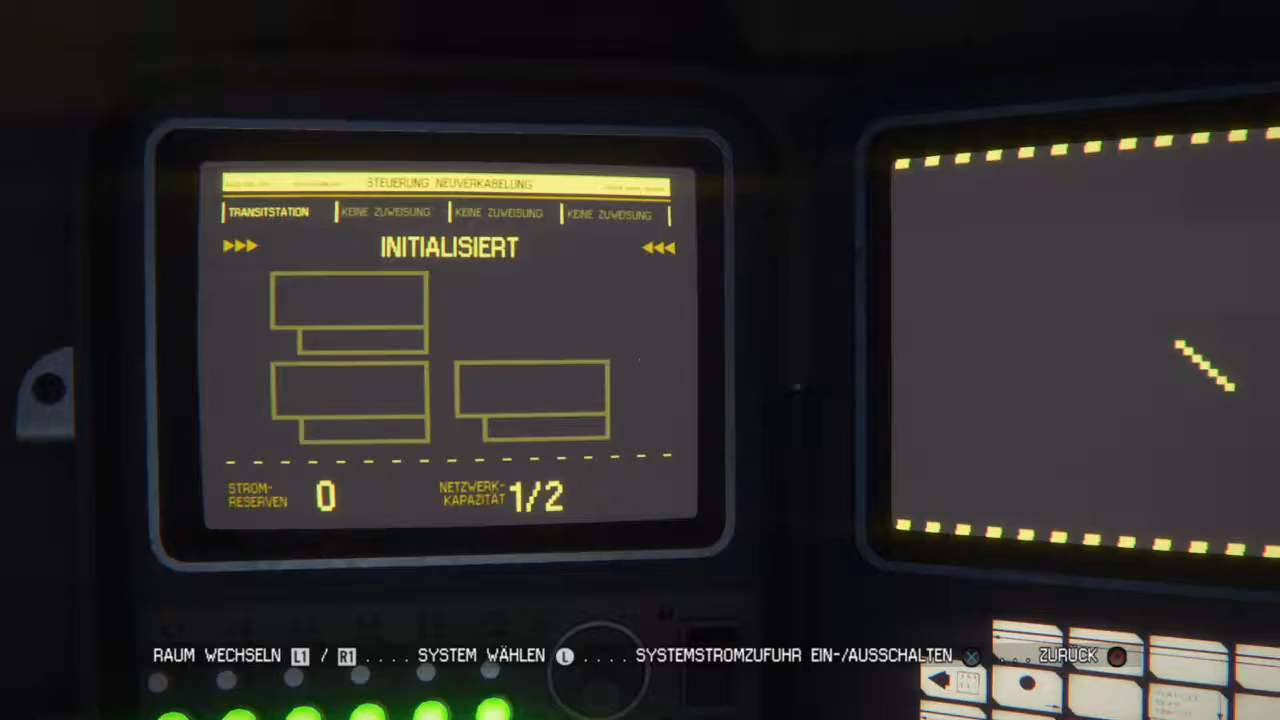 STEUERUNG NEUVERKABELUNG
TRANSITSTATION KEINE ZUWEISUNG KEINE ZUWEISUNG KEINE ZUWEISUNG
INITIALISIERT
STROM-
RESERVEN 0
NETZWERK-
KAPAZITÄT 1/2
RAUM WECHSELN L1 / R1 .... SYSTEM WÄHLEN L .... SYSTEMSTROMZUFUHR EIN-/AUSSCHALTEN ... ZURÜCK